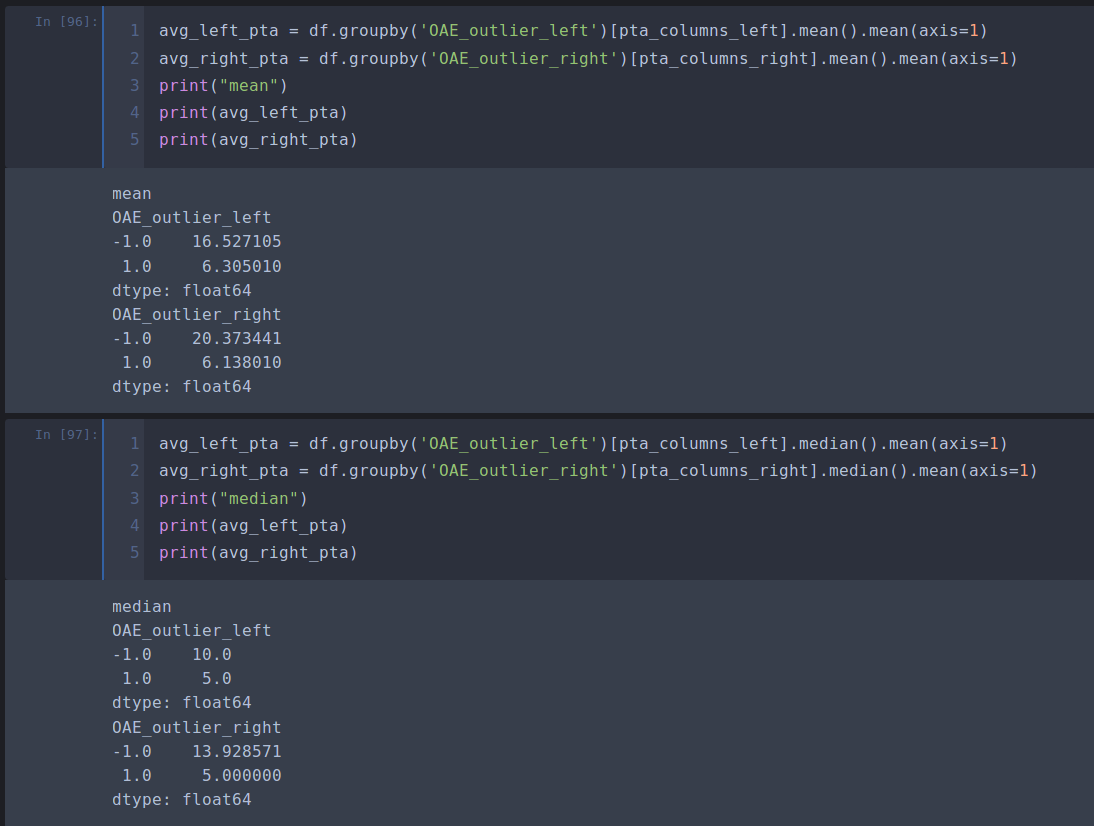 In [96]:
1 avg_left_pta = df.groupby('OAE_outlier_left')[pta_columns_left].mean().mean(axis=1)
2 avg_right_pta = df.groupby('OAE_outlier_right')[pta_columns_right].mean().mean(axis=1)
3 print("mean")
4 print(avg_left_pta)
5 print(avg_right_pta)
mean
OAE_outlier_left
-1.0    16.527105
 1.0     6.305010
dtype: float64
OAE_outlier_right
-1.0    20.373441
 1.0     6.138010
dtype: float64
In [97]:
1 avg_left_pta = df.groupby('OAE_outlier_left')[pta_columns_left].median().mean(axis=1)
2 avg_right_pta = df.groupby('OAE_outlier_right')[pta_columns_right].median().mean(axis=1)
3 print("median")
4 print(avg_left_pta)
5 print(avg_right_pta)
median
OAE_outlier_left
-1.0    10.0
 1.0     5.0
dtype: float64
OAE_outlier_right
-1.0    13.928571
 1.0     5.000000
dtype: float64